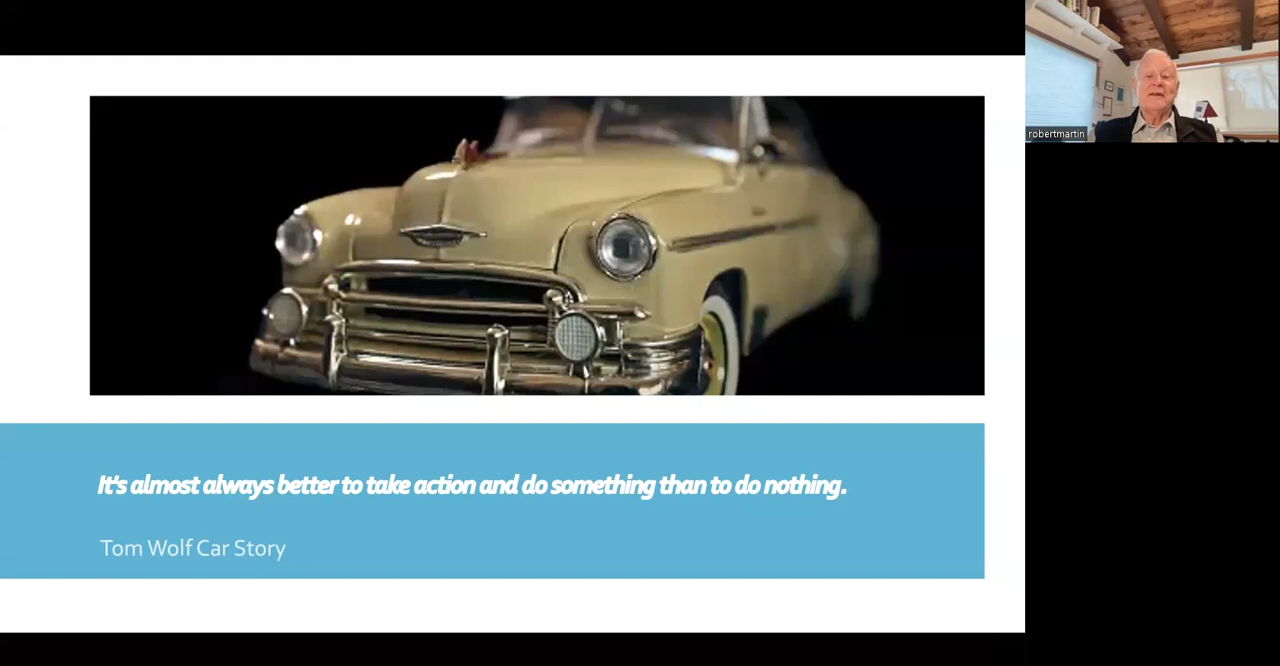 robertmartin
It's almost always better to take action and do something than to do nothing.
Tom Wolf Car Story